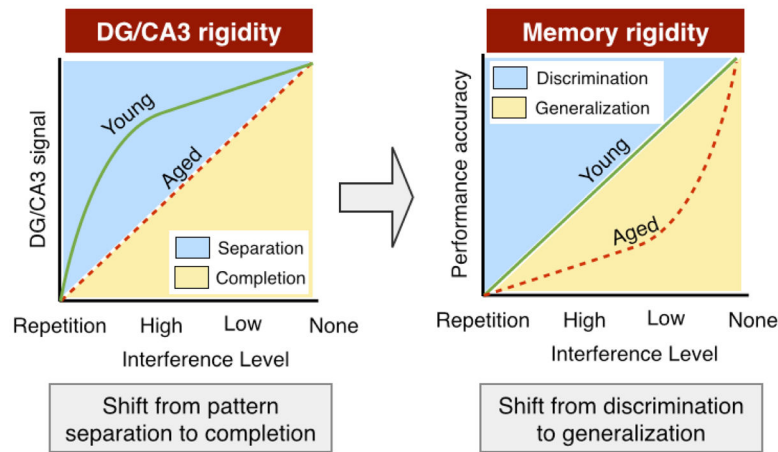 DG/CA3 rigidity
DG/CA3 signal
Young
Aged
Separation
Completion
Repetition
High
Low
None
Interference Level
Shift from pattern
separation to completion
Memory rigidity
Performance accuracy
Discrimination
Generalization
Young
Aged
Repetition
High
Low
None
Interference Level
Shift from discrimination
to generalization